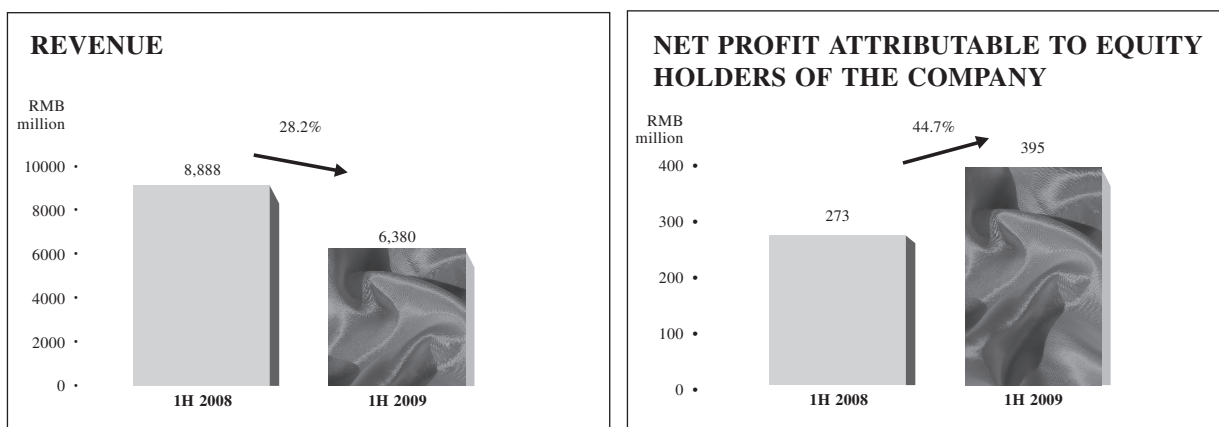 REVENUE
RMB
million
28.2%
10000
8,888
8000
6000
6,380
4000
2000
0
1H 2008
1H 2009
NET PROFIT ATTRIBUTABLE TO EQUITY
HOLDERS OF THE COMPANY
RMB
million
44.7%
395
400
300
273
200
100
0
1H 2008
1H 2009